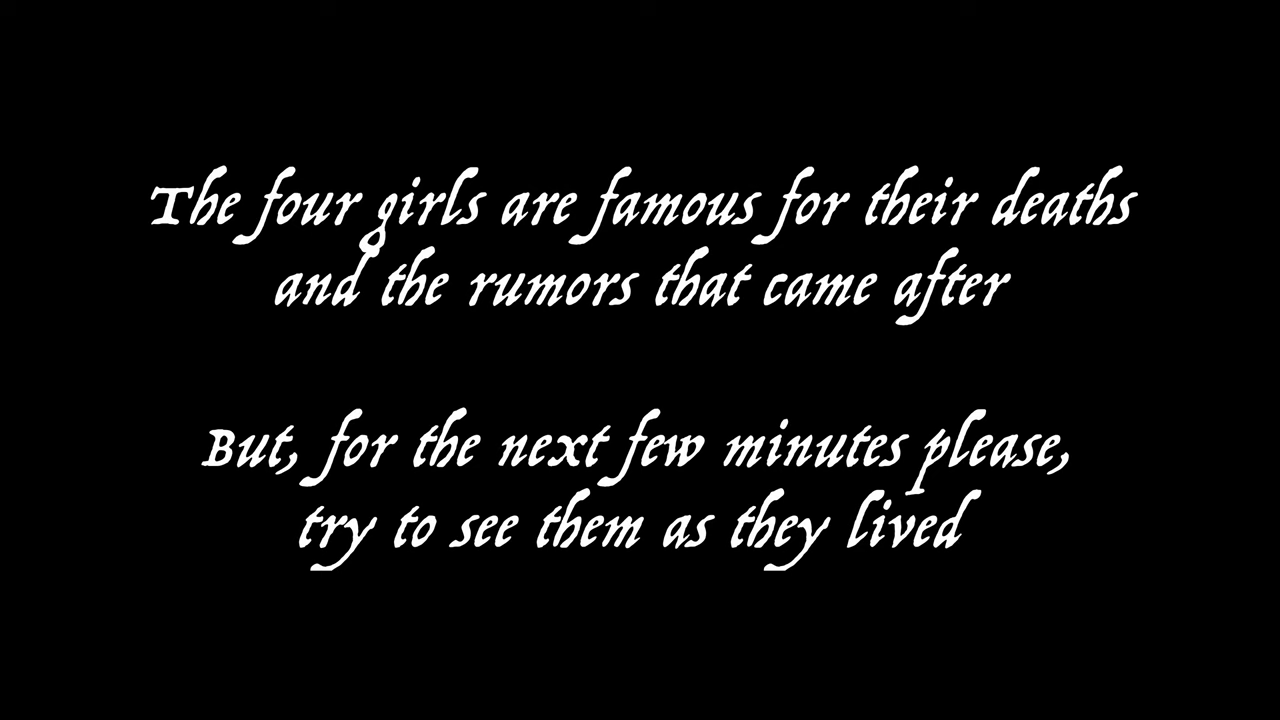 The four girls are famous for their deaths
and the rumors that came after
But, for the next few minutes please,
try to see them as they lived